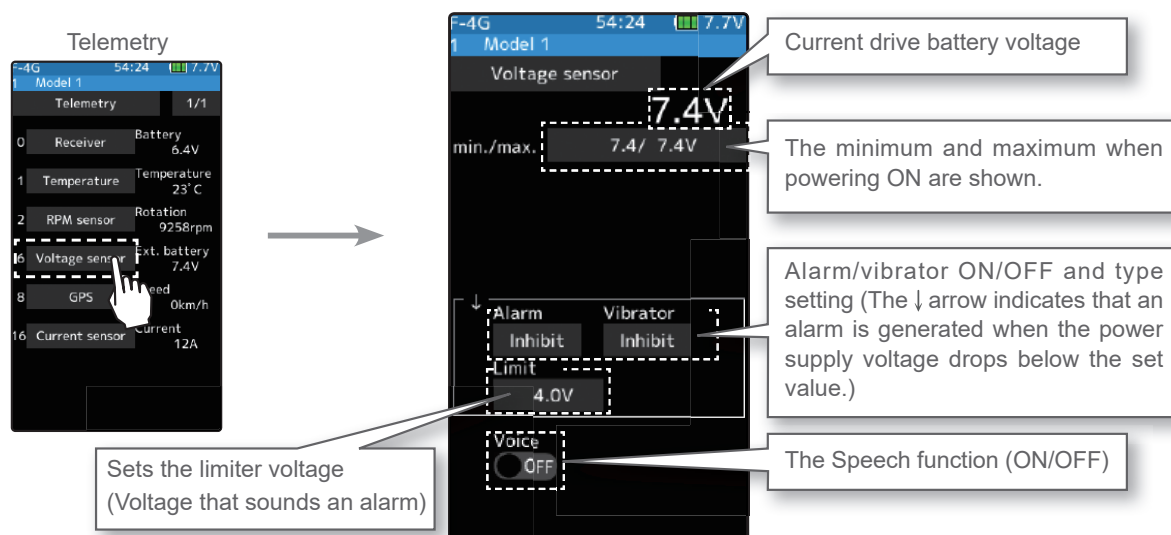 Telemetry
F-4G 54:24 7.7V
1 Model 1
Telemetry 1/1
0 Receiver Battery
6.4V
1 Temperature Temperature
23°C
2 RPM sensor Rotation
9258rpm
6 Voltage sensor Ext. battery
7.4V
8 GPS eed
0km/h
16 Current sensor Current
12A
F-4G 54:24 7.7V
1 Model 1
Voltage sensor
7.4V
min./max. 7.4/ 7.4V
↓ Alarm Vibrator
Inhibit Inhibit
Limit
4.0V
Voice
OFF
Current drive battery voltage
The minimum and maximum when
powering ON are shown.
Alarm/vibrator ON/OFF and type
setting (The ↓ arrow indicates that an
alarm is generated when the power
supply voltage drops below the set
value.)
The Speech function (ON/OFF)
Sets the limiter voltage
(Voltage that sounds an alarm)